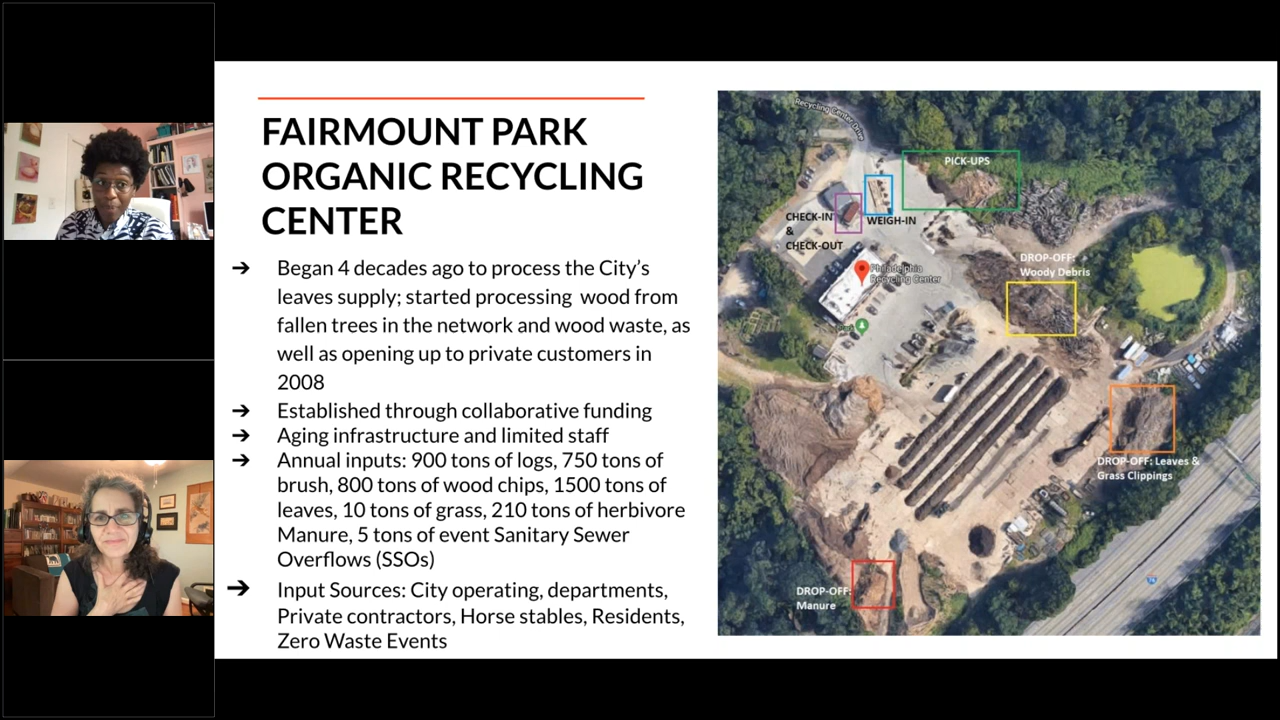 FAIRMOUNT PARK
ORGANIC RECYCLING
CENTER
➔ Began 4 decades ago to process the City’s
leaves supply; started processing wood from
fallen trees in the network and wood waste, as
well as opening up to private customers in
2008
➔ Established through collaborative funding
➔ Aging infrastructure and limited staff
➔ Annual inputs: 900 tons of logs, 750 tons of
brush, 800 tons of wood chips, 1500 tons of
leaves, 10 tons of grass, 210 tons of herbivore
Manure, 5 tons of event Sanitary Sewer
Overflows (SSOs)
➔ Input Sources: City operating, departments,
Private contractors, Horse stables, Residents,
Zero Waste Events
Recycling Center Drive
PICK-UPS
CHECK-IN
&
CHECK-OUT
WEIGH-IN
DROP-OFF:
Woody Debris
Philadelphia
Recycling Center
DROP-OFF: Leaves &
Grass Clippings
DROP-OFF:
Manure